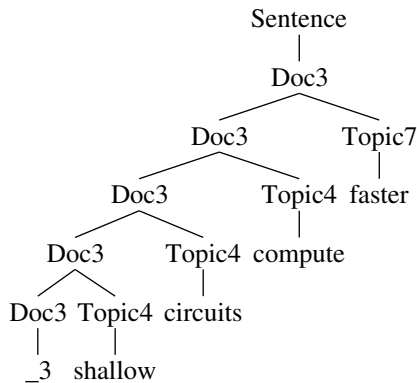 Sentence
Doc3
Doc3 Topic7
Doc3 Topic4 faster
Doc3 Topic4 compute
Doc3 Topic4 circuits
_3 shallow